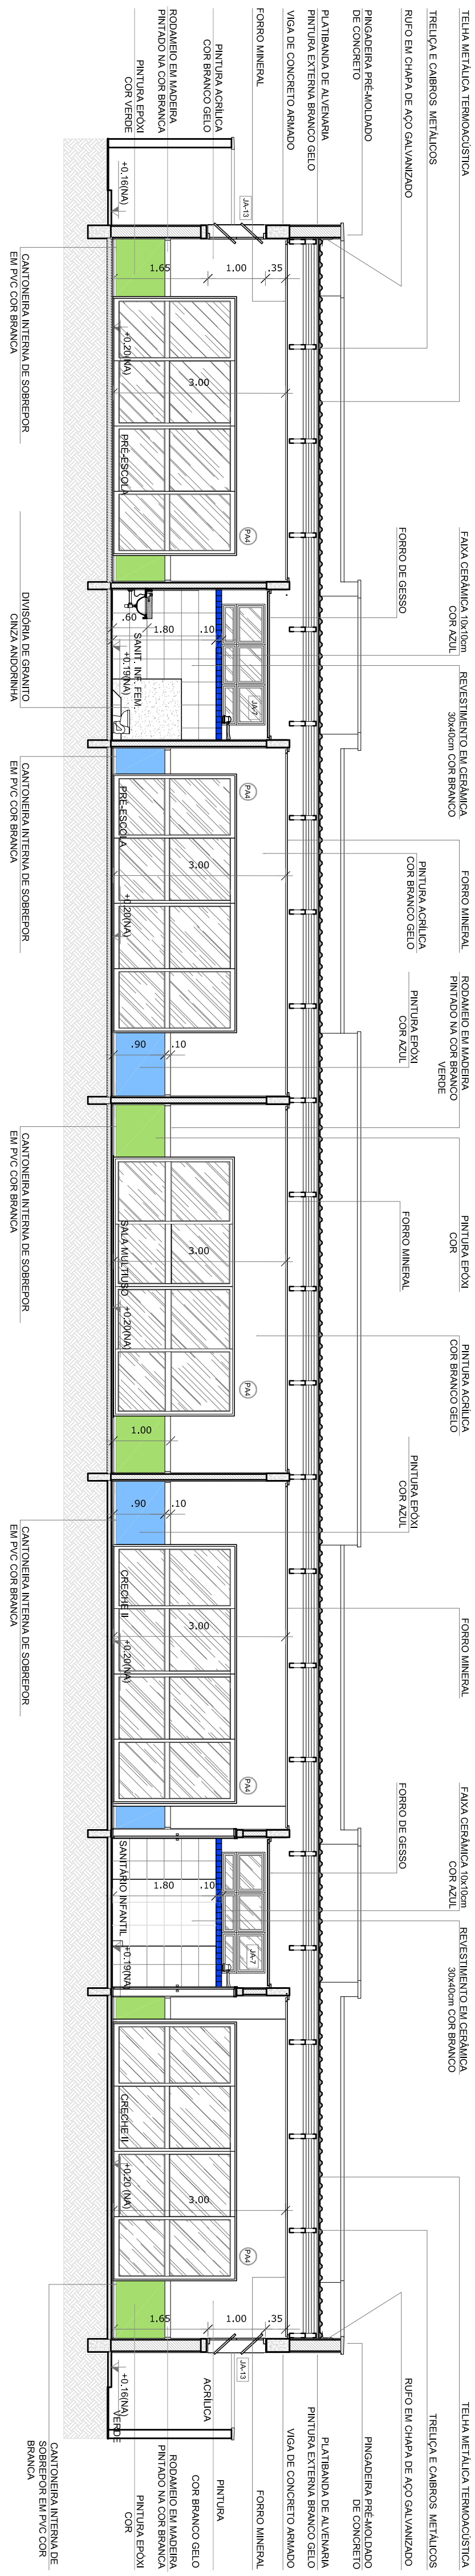 TELHA METÁLICA TERMOACÚSTICA
TRELIÇA E CAIBROS METÁLICOS
RUFO EM CHAPA DE AÇO GALVANIZADO
PINGADEIRA PRÉ-MOLDADO
DE CONCRETO
PLATIBANDA DE ALVENARIA
PINTURA EXTERNA BRANCO GELO
VIGA DE CONCRETO ARMADO
FORRO MINERAL
PINTURA ACRÍLICA
COR BRANCO GELO
RODAMEIO EM MADEIRA
PINTADO NA COR BRANCA
PINTURA EPÓXI
COR VERDE
+0.16(NA)
JA-13
1.65
1.00
.35
+0,20(NA)
3.00
PRÉ-ESCOLA
PA4
CANTONEIRA INTERNA DE SOBREPOR
EM PVC COR BRANCA
FAIXA CERÂMICA 10x10cm
COR AZUL
FORRO DE GESSO
REVESTIMENTO EM CERÂMICA
30x40cm COR BRANCO
.60
1.80
.10
SANIT. INF. FEM.
+0.19(NA)
JA-7
DIVISÓRIA DE GRANITO
CINZA ANDORINHA
FORRO MINERAL
PINTURA ACRÍLICA
COR BRANCO GELO
PA4
PRÉ-ESCOLA
3.00
+0,20(NA)
CANTONEIRA INTERNA DE SOBREPOR
EM PVC COR BRANCA
RODAMEIO EM MADEIRA
PINTADO NA COR BRANCO
VERDE
PINTURA EPÓXI
COR AZUL
.90
.10
PINTURA EPÓXI
COR
FORRO MINERAL
PINTURA ACRÍLICA
COR BRANCO GELO
SALA MULTIUSO
3.00
+0,20(NA)
PA4
1.00
CANTONEIRA INTERNA DE SOBREPOR
EM PVC COR BRANCA
PINTURA EPÓXI
COR AZUL
.90
.10
FORRO MINERAL
CRECHE II
3.00
+0,20(NA)
PA4
CANTONEIRA INTERNA DE SOBREPOR
EM PVC COR BRANCA
FAIXA CERÂMICA 10x10cm
COR AZUL
FORRO DE GESSO
REVESTIMENTO EM CERÂMICA
30x40cm COR BRANCO
SANITÁRIO INFANTIL
1.80
.10
+0.19(NA)
JA-7
CRECHE II
3.00
+0.20 (NA)
PA4
1.65
1.00
.35
JA-13
+0.16(NA)
TELHA METÁLICA TERMOACÚSTICA
TRELIÇA E CAIBROS METÁLICOS
RUFO EM CHAPA DE AÇO GALVANIZADO
PINGADEIRA PRÉ-MOLDADO
DE CONCRETO
PLATIBANDA DE ALVENARIA
PINTURA EXTERNA BRANCO GELO
VIGA DE CONCRETO ARMADO
FORRO MINERAL
PINTURA
ACRÍLICA
COR BRANCO GELO
RODAMEIO EM MADEIRA
PINTADO NA COR BRANCA
PINTURA EPÓXI
COR
VERDE
CANTONEIRA INTERNA DE
SOBREPOR EM PVC COR
BRANCA